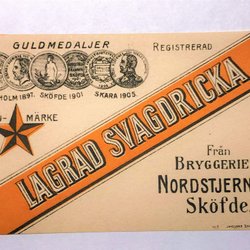 GULDMEDALJER
REGISTRERAD
HOLM 1897. SKÖFDE 1901 SKARA 1905.
MÄRKE
LAGRAD SVAGDRICKA
Från
BRYGGERIE
NORDSTJERN
Sköfde